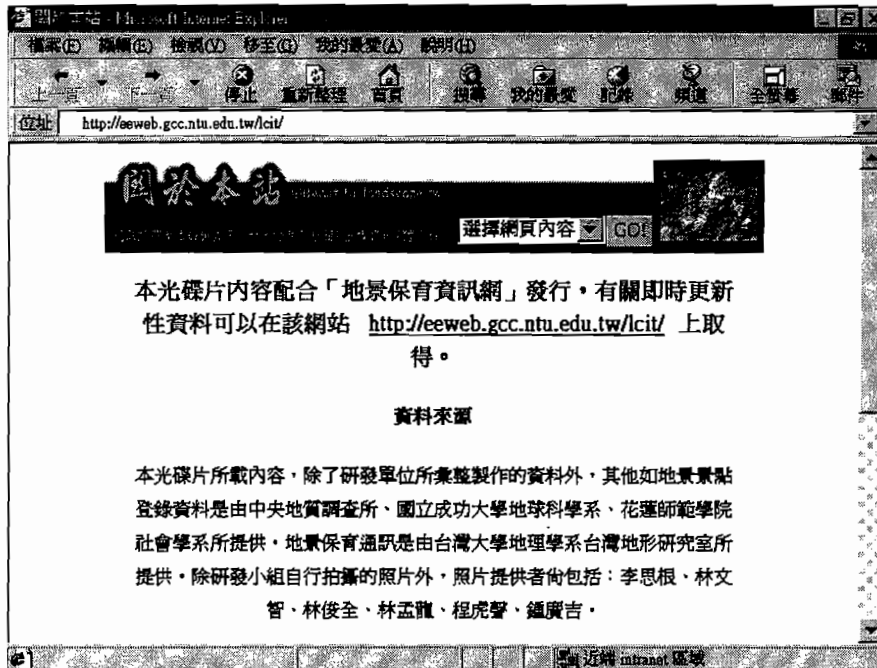 關於本站 - Microsoft Internet Explorer
檔案(F) 編輯(E) 檢視(V) 移至(G) 我的最愛(A) 說明(H)
上一頁 下一頁 停止 重新整理 首頁 搜尋 我的最愛 記錄 頻道 全螢幕 郵件
位址 http://eeweb.gcc.ntu.edu.tw/lcit/
關於本站
選擇網頁內容 GO!
本光碟片內容配合「地景保育資訊網」發行，有關即時更新
性資料可以在該網站 http://eeweb.gcc.ntu.edu.tw/lcit/ 上取
得。
資料來源
本光碟片所載內容，除了研發單位所彙整製作的資料外，其他如地景景點
登錄資料是由中央地質調查所、國立成功大學地球科學系、花蓮師範學院
社會學系所提供。地景保育通訊是由台灣大學地理學系台灣地形研究室所
提供。除研發小組自行拍攝的照片外，照片提供者尚包括：李思根、林文
智、林俊全、林孟龍、程虎聲、鍾廣吉。
近端 intranet 區域